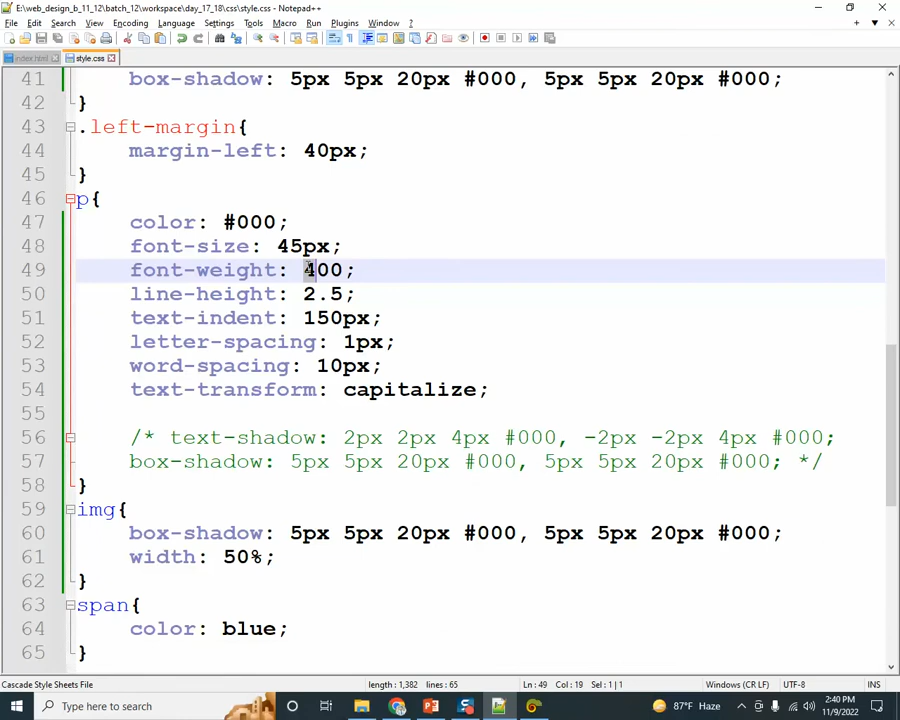 E:\web_design_b_11_12\batch_12\workspace\day_17_18\css\style.css - Notepad++
File Edit Search View Encoding Language Settings Tools Macro Run Plugins Window ?
index.html style.css
41 box-shadow: 5px 5px 20px #000, 5px 5px 20px #000;
42 }
43 .left-margin{
44 margin-left: 40px;
45 }
46 p{
47 color: #000;
48 font-size: 45px;
49 font-weight: 400;
50 line-height: 2.5;
51 text-indent: 150px;
52 letter-spacing: 1px;
53 word-spacing: 10px;
54 text-transform: capitalize;
55
56 /* text-shadow: 2px 2px 4px #000, -2px -2px 4px #000;
57 box-shadow: 5px 5px 20px #000, 5px 5px 20px #000; */
58 }
59 img{
60 box-shadow: 5px 5px 20px #000, 5px 5px 20px #000;
61 width: 50%;
62 }
63 span{
64 color: blue;
65 }
Cascade Style Sheets File length : 1,382 lines : 65 Ln : 49 Col : 19 Sel : 1 | 1 Windows (CR LF) UTF-8 INS
Type here to search 87°F Haze 2:40 PM
11/9/2022